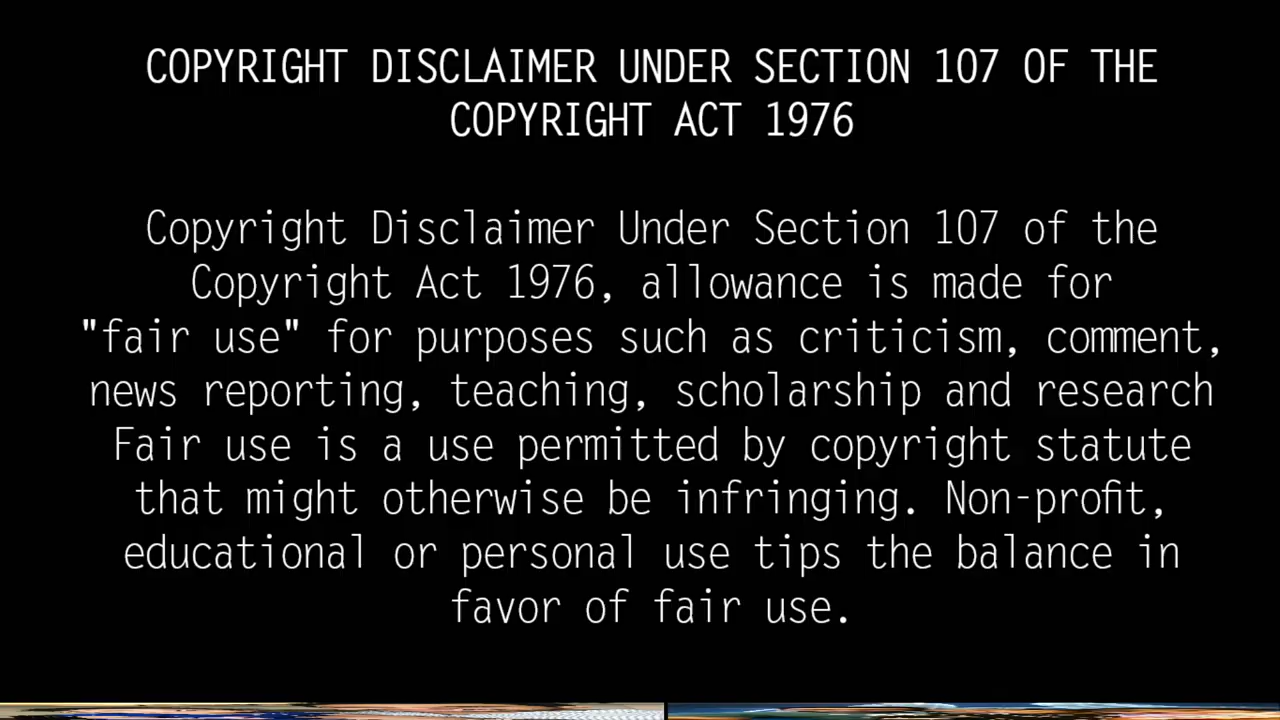 COPYRIGHT DISCLAIMER UNDER SECTION 107 OF THE
COPYRIGHT ACT 1976
Copyright Disclaimer Under Section 107 of the
Copyright Act 1976, allowance is made for
"fair use" for purposes such as criticism, comment,
news reporting, teaching, scholarship and research
Fair use is a use permitted by copyright statute
that might otherwise be infringing. Non-profit,
educational or personal use tips the balance in
favor of fair use.